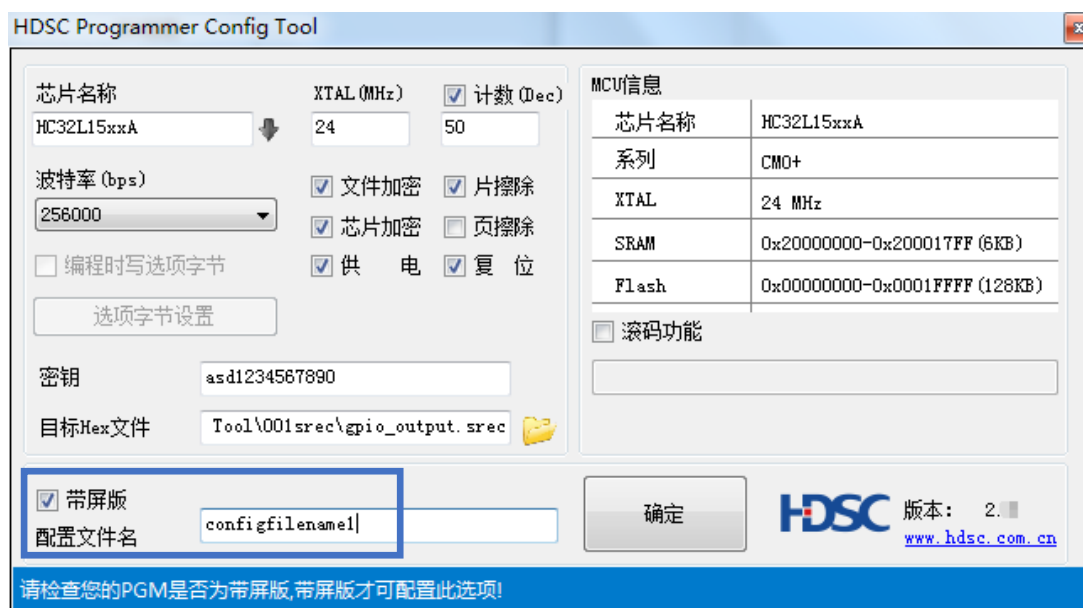 HDSC Programmer Config Tool
芯片名称
XTAL(MHz)
计数(Dec)
HC32L15xxA
24
50
波特率(bps)
256000
文件加密
片擦除
芯片加密
页擦除
编程时写选项字节
供 电
复 位
选项字节设置
密钥
asd1234567890
目标Hex文件
Tool\001srec\gpio_output.srec
MCU信息
芯片名称 HC32L15xxA
系列 CM0+
XTAL 24 MHz
SRAM 0x20000000-0x200017FF (6KB)
Flash 0x00000000-0x0001FFFF (128KB)
滚码功能
带屏版
配置文件名
configfilename1
确定
HDSC
版本: 2.
www.hdsc.com.cn
请检查您的PGM是否为带屏版,带屏版才可配置此选项!